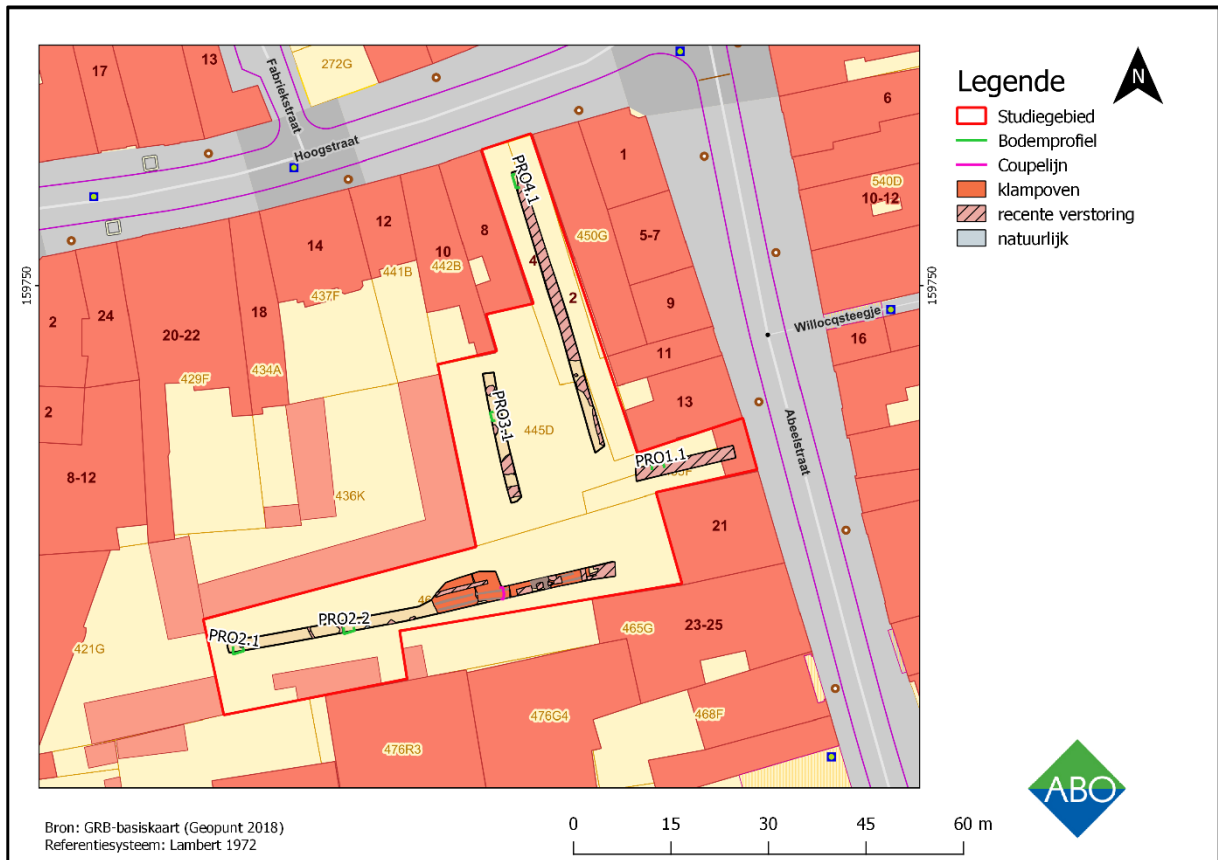 17
13
272G
Fabriekstraat
Hoogstraat
6
540D
10-12
1
5-7
450G
9
11
13
8
10
442B
12
441B
14
437F
18
434A
20-22
429F
24
2
2
8-12
4
2
159750
159750
Willocqsteegje
16
Abeelstraat
PRO4.1
PRO3.1
445D
PRO1.1
436K
21
PRO2.2
PRO2.1
421G
465G
23-25
476G4
468F
476R3
Legende
N
Studiegebied
Bodemprofiel
Coupelijn
klampoven
recente verstoring
natuurlijk
Bron: GRB-basiskaart (Geopunt 2018)
Referentiesysteem: Lambert 1972
0 15 30 45 60 m
ABO